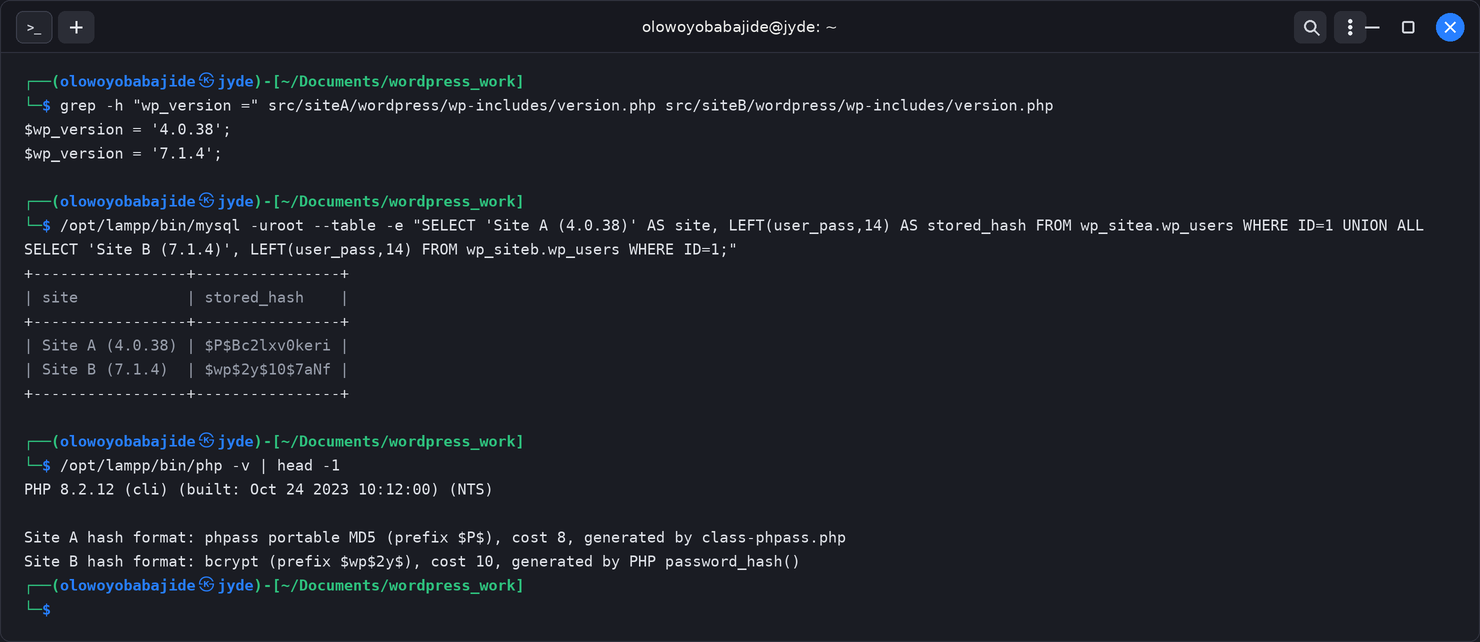 >_ + olowoyobabajide@jyde: ~
┌──(olowoyobabajide㉿jyde)-[~/Documents/wordpress_work]
└─$ grep -h "wp_version =" src/siteA/wordpress/wp-includes/version.php src/siteB/wordpress/wp-includes/version.php
$wp_version = '4.0.38';
$wp_version = '7.1.4';
┌──(olowoyobabajide㉿jyde)-[~/Documents/wordpress_work]
└─$ /opt/lampp/bin/mysql -uroot --table -e "SELECT 'Site A (4.0.38)' AS site, LEFT(user_pass,14) AS stored_hash FROM wp_sitea.wp_users WHERE ID=1 UNION ALL
SELECT 'Site B (7.1.4)', LEFT(user_pass,14) FROM wp_siteb.wp_users WHERE ID=1;"
+-----------------+----------------+
| site            | stored_hash    |
+-----------------+----------------+
| Site A (4.0.38) | $P$Bc2lxv0keri |
| Site B (7.1.4)  | $wp$2y$10$7aNf |
+-----------------+----------------+
┌──(olowoyobabajide㉿jyde)-[~/Documents/wordpress_work]
└─$ /opt/lampp/bin/php -v | head -1
PHP 8.2.12 (cli) (built: Oct 24 2023 10:12:00) (NTS)
Site A hash format: phpass portable MD5 (prefix $P$), cost 8, generated by class-phpass.php
Site B hash format: bcrypt (prefix $wp$2y$), cost 10, generated by PHP password_hash()
┌──(olowoyobabajide㉿jyde)-[~/Documents/wordpress_work]
└─$